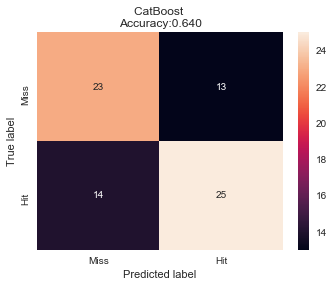 CatBoost
Accuracy:0.640
Miss
23
13
24
22
20
18
16
14
True label
Hit
14
25
Miss
Hit
Predicted label